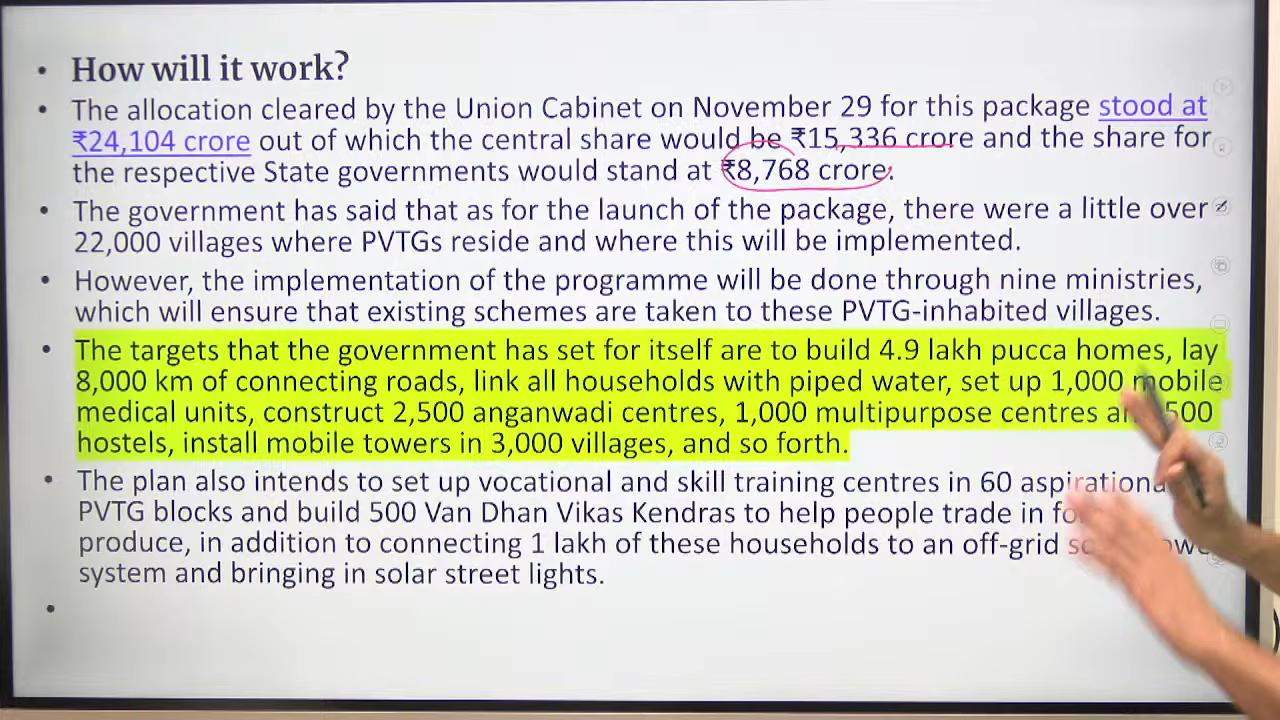 • How will it work?
• The allocation cleared by the Union Cabinet on November 29 for this package stood at
₹24,104 crore out of which the central share would be ₹15,336 crore and the share for
the respective State governments would stand at ₹8,768 crore.
• The government has said that as for the launch of the package, there were a little over
22,000 villages where PVTGs reside and where this will be implemented.
• However, the implementation of the programme will be done through nine ministries,
which will ensure that existing schemes are taken to these PVTG-inhabited villages.
• The targets that the government has set for itself are to build 4.9 lakh pucca homes, lay
8,000 km of connecting roads, link all households with piped water, set up 1,000 mobile
medical units, construct 2,500 anganwadi centres, 1,000 multipurpose centres 500
hostels, install mobile towers in 3,000 villages, and so forth.
• The plan also intends to set up vocational and skill training centres in 60
PVTG blocks and build 500 Van Dhan Vikas Kendras to help people trade in
produce, in addition to connecting 1 lakh of these households to an off-grid
system and bringing in solar street lights.
•